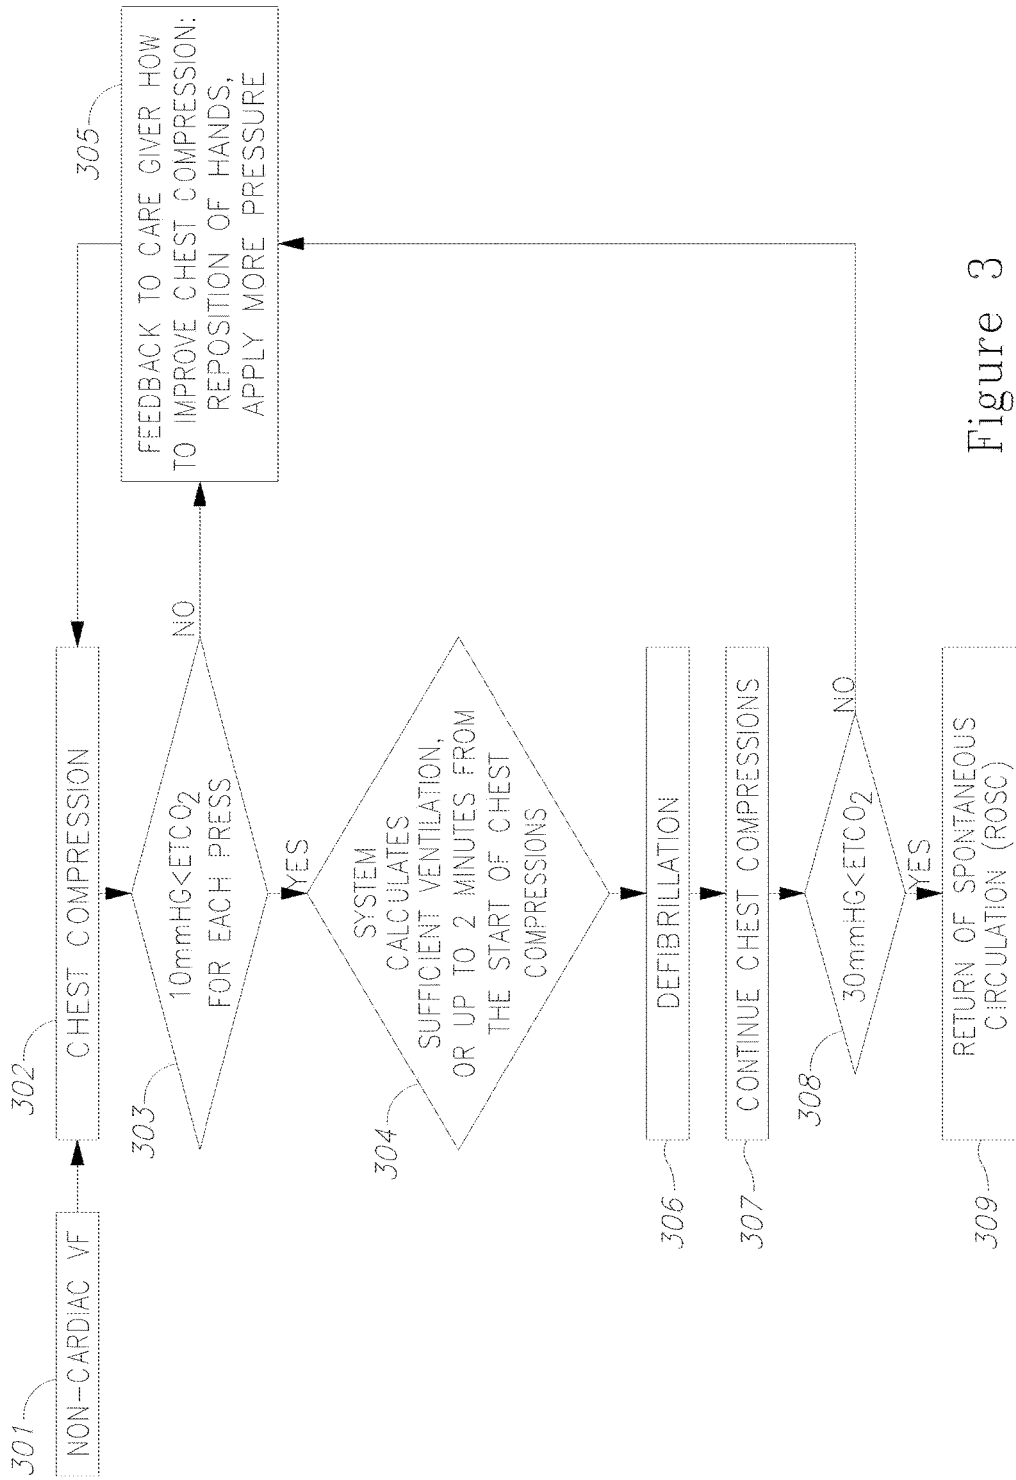 301
NON-CARDIAC VF
302
CHEST COMPRESSION
303
10mmHG<ETCO2
FOR EACH PRESS
NO
YES
305
FEEDBACK TO CARE GIVER HOW
TO IMPROVE CHEST COMPRESSION:
REPOSITION OF HANDS,
APPLY MORE PRESSURE
304
SYSTEM
CALCULATES
SUFFICIENT VENTILATION,
OR UP TO 2 MINUTES FROM
THE START OF CHEST
COMPRESSIONS
306
DEFIBRILLATION
307
CONTINUE CHEST COMPRESSIONS
308
30mmHG<ETCO2
NO
YES
309
RETURN OF SPONTANEOUS
CIRCULATION (ROSC)
Figure 3